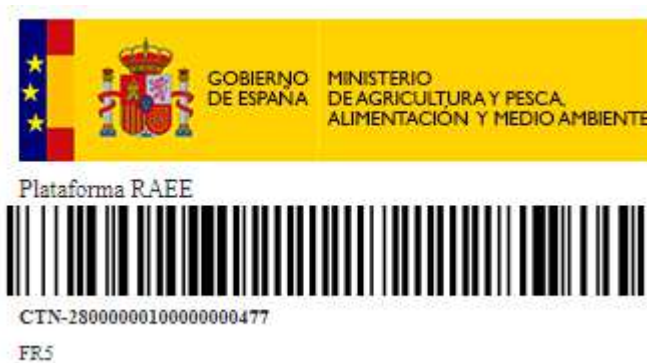 GOBIERNO DE ESPAÑA
MINISTERIO DE AGRICULTURA Y PESCA, ALIMENTACIÓN Y MEDIO AMBIENTE
Plataforma RAEE
CTN-28000000100000000477
FR5